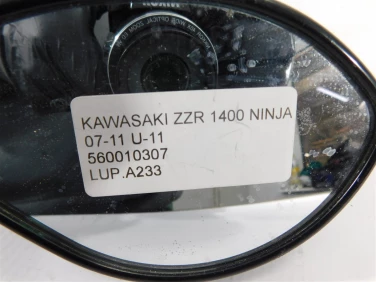 KAWASAKI ZZR 1400 NINJA
07-11 U-11
560010307
LUP.A233